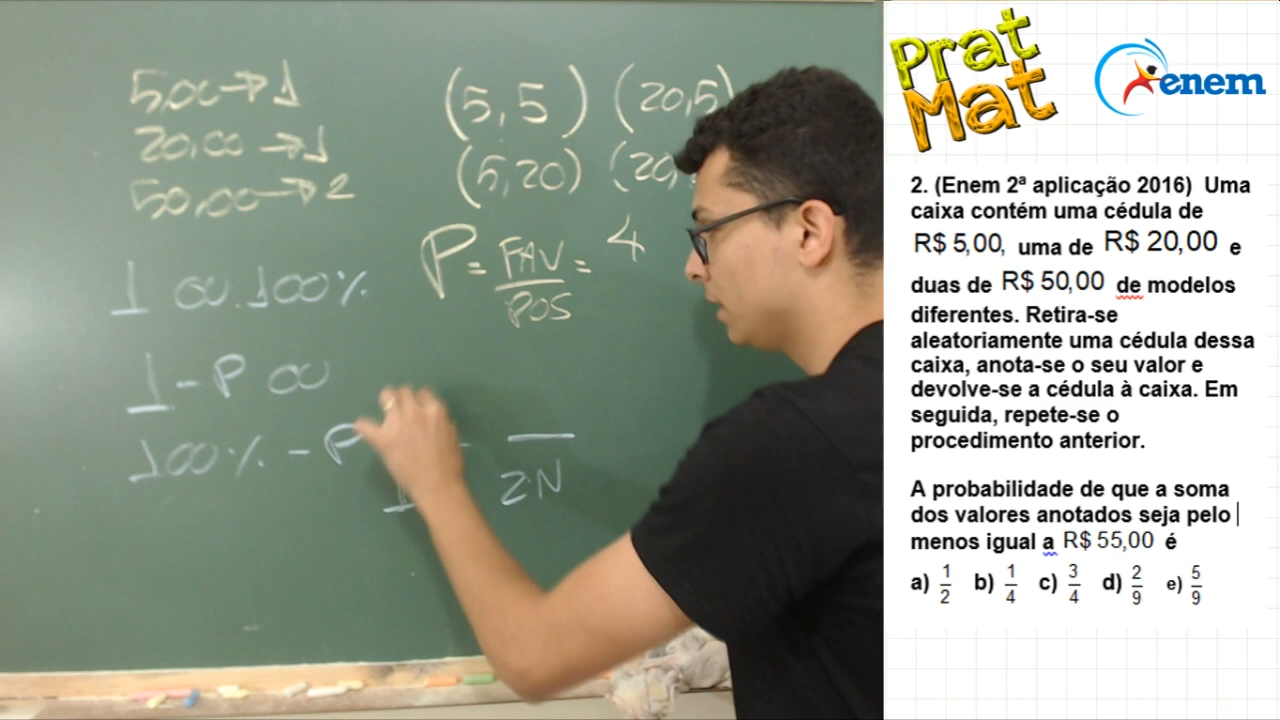 5,00 → 1
20,00 → 1
50,00 → 2
1 ou 100%
1 - P ou
100% - P
(5,5) (20,5)
(5,20) (20,
P = FAV = 4
POS
2·N
Prat
Mat
enem
2. (Enem 2ª aplicação 2016) Uma
caixa contém uma cédula de
R$ 5,00, uma de R$ 20,00 e
duas de R$ 50,00 de modelos
diferentes. Retira-se
aleatoriamente uma cédula dessa
caixa, anota-se o seu valor e
devolve-se a cédula à caixa. Em
seguida, repete-se o
procedimento anterior.
A probabilidade de que a soma
dos valores anotados seja pelo
menos igual a R$ 55,00 é
a) 1/2 b) 1/4 c) 3/4 d) 2/9 e) 5/9